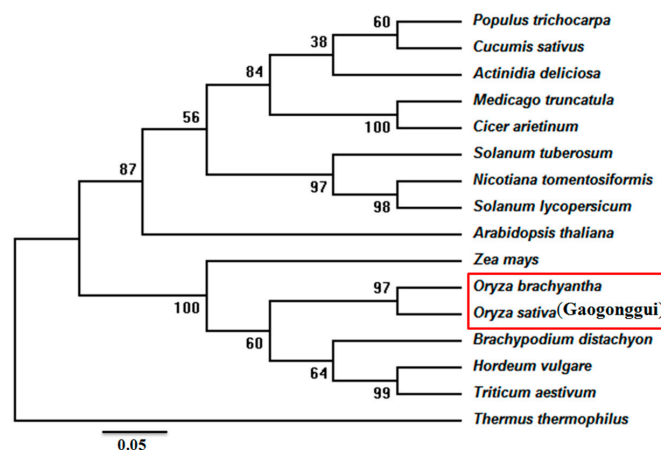 60
Populus trichocarpa
38
Cucumis sativus
84
Actinidia deliciosa
56
Medicago truncatula
100
Cicer arietinum
87
Solanum tuberosum
97
Nicotiana tomentosiformis
98
Solanum lycopersicum
Arabidopsis thaliana
Zea mays
100
97
Oryza brachyantha
Oryza sativa(Gaogonggui)
60
Brachypodium distachyon
64
Hordeum vulgare
99
Triticum aestivum
Thermus thermophilus
0.05